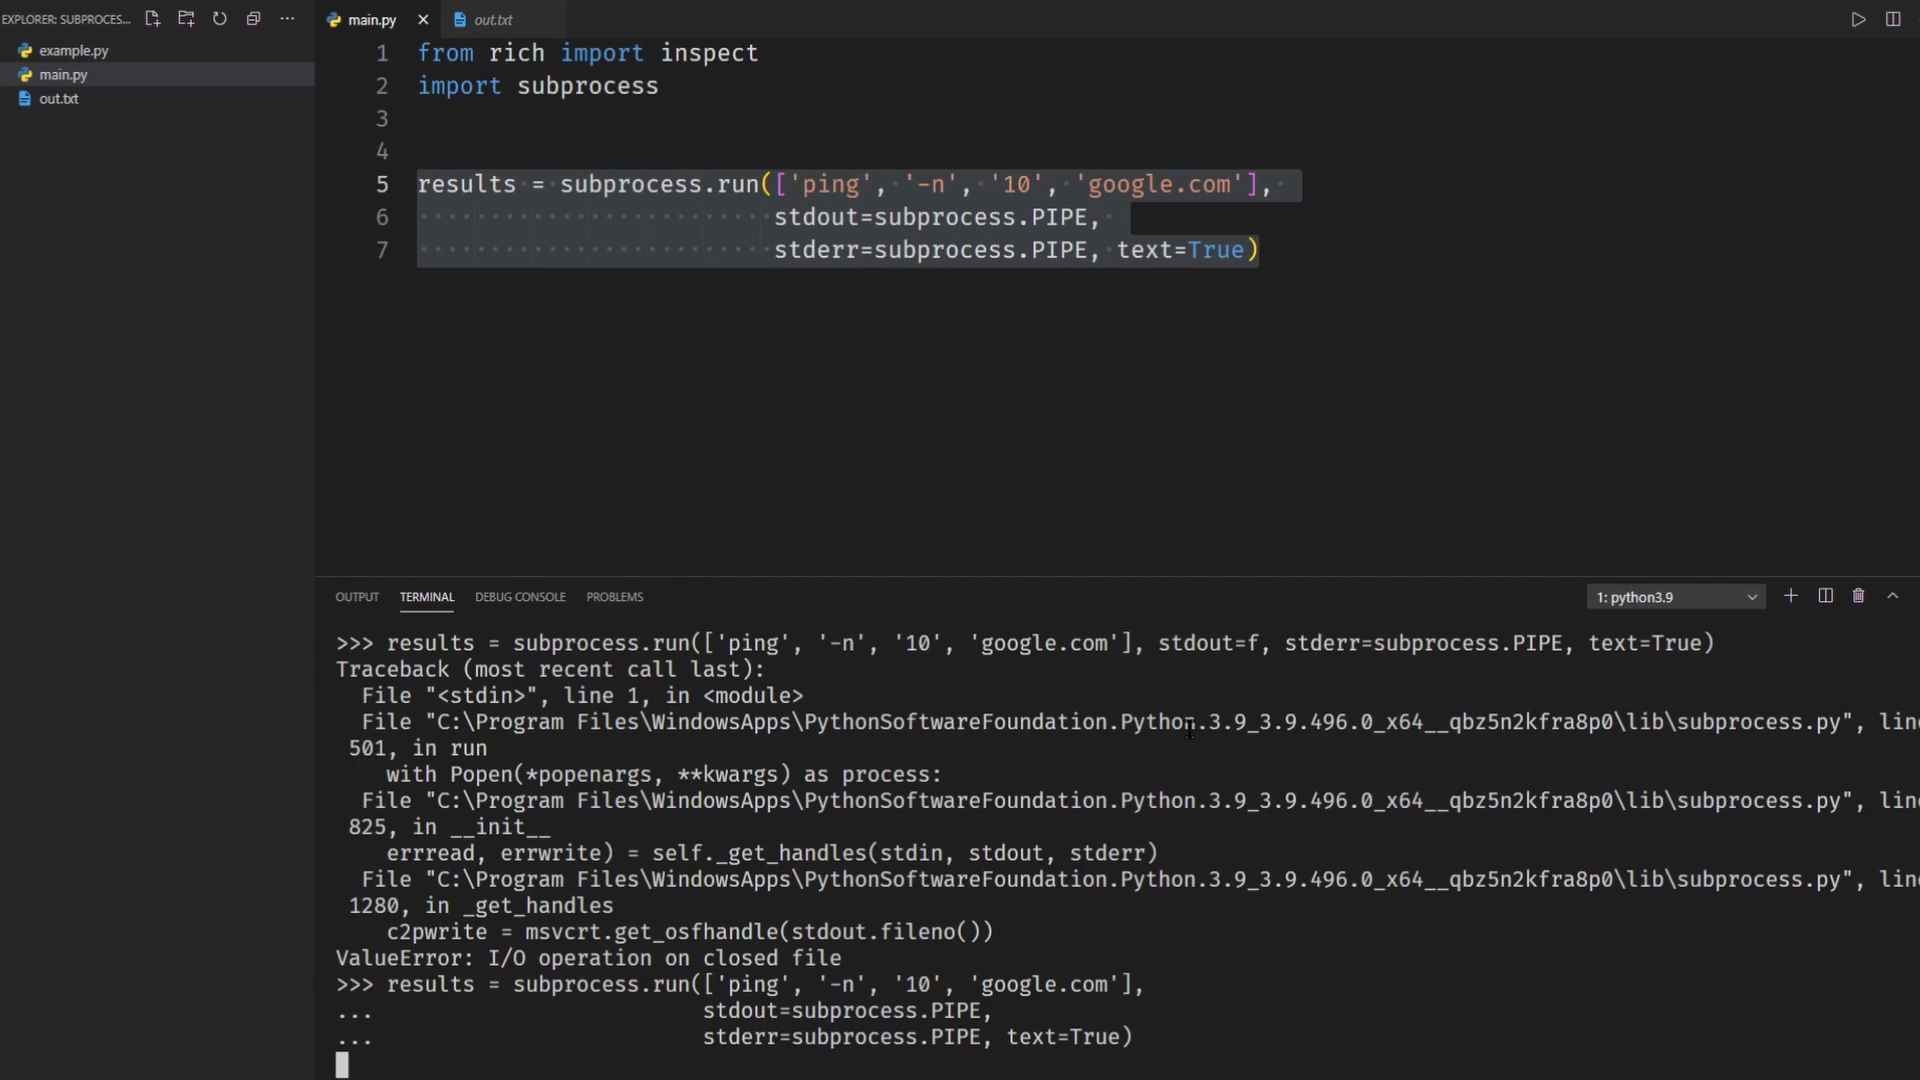 EXPLORER: SUBPROCES...
example.py
main.py
out.txt
main.py
out.txt
1 from rich import inspect
2 import subprocess
3
4
5 results = subprocess.run(['ping', '-n', '10', 'google.com'],
6 stdout=subprocess.PIPE,
7 stderr=subprocess.PIPE, text=True)
OUTPUT TERMINAL DEBUG CONSOLE PROBLEMS 1: python3.9
>>> results = subprocess.run(['ping', '-n', '10', 'google.com'], stdout=f, stderr=subprocess.PIPE, text=True)
Traceback (most recent call last):
File "<stdin>", line 1, in <module>
File "C:\Program Files\WindowsApps\PythonSoftwareFoundation.Python.3.9_3.9.496.0_x64__qbz5n2kfra8p0\lib\subprocess.py", line
501, in run
with Popen(*popenargs, **kwargs) as process:
File "C:\Program Files\WindowsApps\PythonSoftwareFoundation.Python.3.9_3.9.496.0_x64__qbz5n2kfra8p0\lib\subprocess.py", line
825, in __init__
errread, errwrite) = self._get_handles(stdin, stdout, stderr)
File "C:\Program Files\WindowsApps\PythonSoftwareFoundation.Python.3.9_3.9.496.0_x64__qbz5n2kfra8p0\lib\subprocess.py", line
1280, in _get_handles
c2pwrite = msvcrt.get_osfhandle(stdout.fileno())
ValueError: I/O operation on closed file
>>> results = subprocess.run(['ping', '-n', '10', 'google.com'],
... stdout=subprocess.PIPE,
... stderr=subprocess.PIPE, text=True)